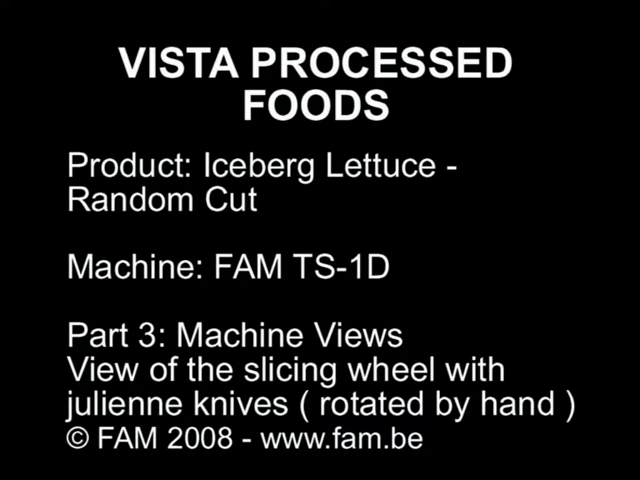 VISTA PROCESSED
FOODS
Product: Iceberg Lettuce -
Random Cut
Machine: FAM TS-1D
Part 3: Machine Views
View of the slicing wheel with
julienne knives ( rotated by hand )
© FAM 2008 - www.fam.be